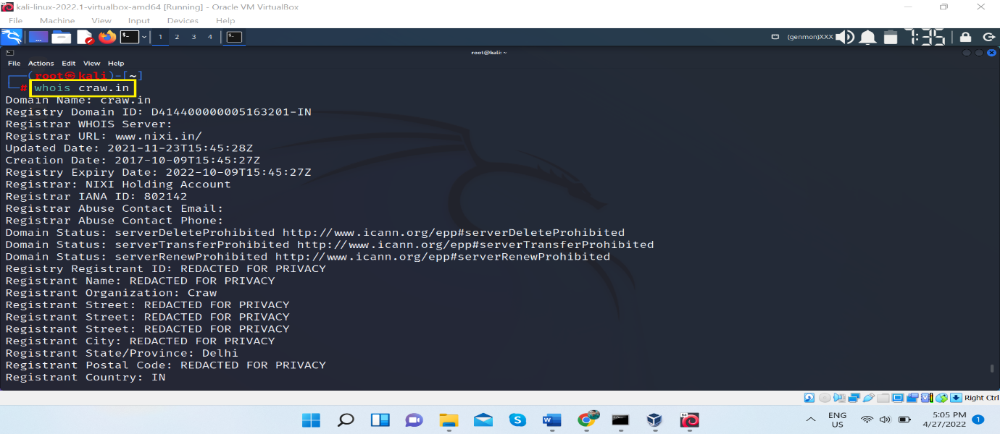 kali-linux-2022.1-virtualbox-amd64 [Running] - Oracle VM VirtualBox
File Machine View Input Devices Help
1 2 3 4 (genmon)XXX 1:35
root@kali: ~
File Actions Edit View Help
(root㉿kali)-[~]
# whois craw.in
Domain Name: craw.in
Registry Domain ID: D414400000005163201-IN
Registrar WHOIS Server:
Registrar URL: www.nixi.in/
Updated Date: 2021-11-23T15:45:28Z
Creation Date: 2017-10-09T15:45:27Z
Registry Expiry Date: 2022-10-09T15:45:27Z
Registrar: NIXI Holding Account
Registrar IANA ID: 802142
Registrar Abuse Contact Email:
Registrar Abuse Contact Phone:
Domain Status: serverDeleteProhibited http://www.icann.org/epp#serverDeleteProhibited
Domain Status: serverTransferProhibited http://www.icann.org/epp#serverTransferProhibited
Domain Status: serverRenewProhibited http://www.icann.org/epp#serverRenewProhibited
Registry Registrant ID: REDACTED FOR PRIVACY
Registrant Name: REDACTED FOR PRIVACY
Registrant Organization: Craw
Registrant Street: REDACTED FOR PRIVACY
Registrant Street: REDACTED FOR PRIVACY
Registrant Street: REDACTED FOR PRIVACY
Registrant City: REDACTED FOR PRIVACY
Registrant State/Province: Delhi
Registrant Postal Code: REDACTED FOR PRIVACY
Registrant Country: IN
Right Ctrl
ENG 5:05 PM
US 4/27/2022 1